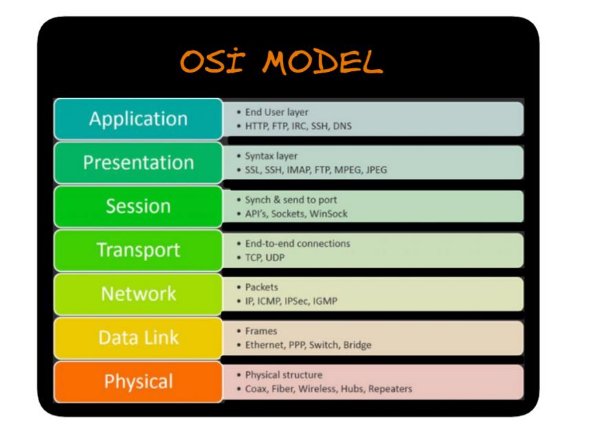 OSİ MODEL
Application
• End User layer
• HTTP, FTP, IRC, SSH, DNS
Presentation
• Syntax layer
• SSL, SSH, IMAP, FTP, MPEG, JPEG
Session
• Synch & send to port
• API's, Sockets, WinSock
Transport
• End-to-end connections
• TCP, UDP
Network
• Packets
• IP, ICMP, IPSec, IGMP
Data Link
• Frames
• Ethernet, PPP, Switch, Bridge
Physical
• Physical structure
• Coax, Fiber, Wireless, Hubs, Repeaters